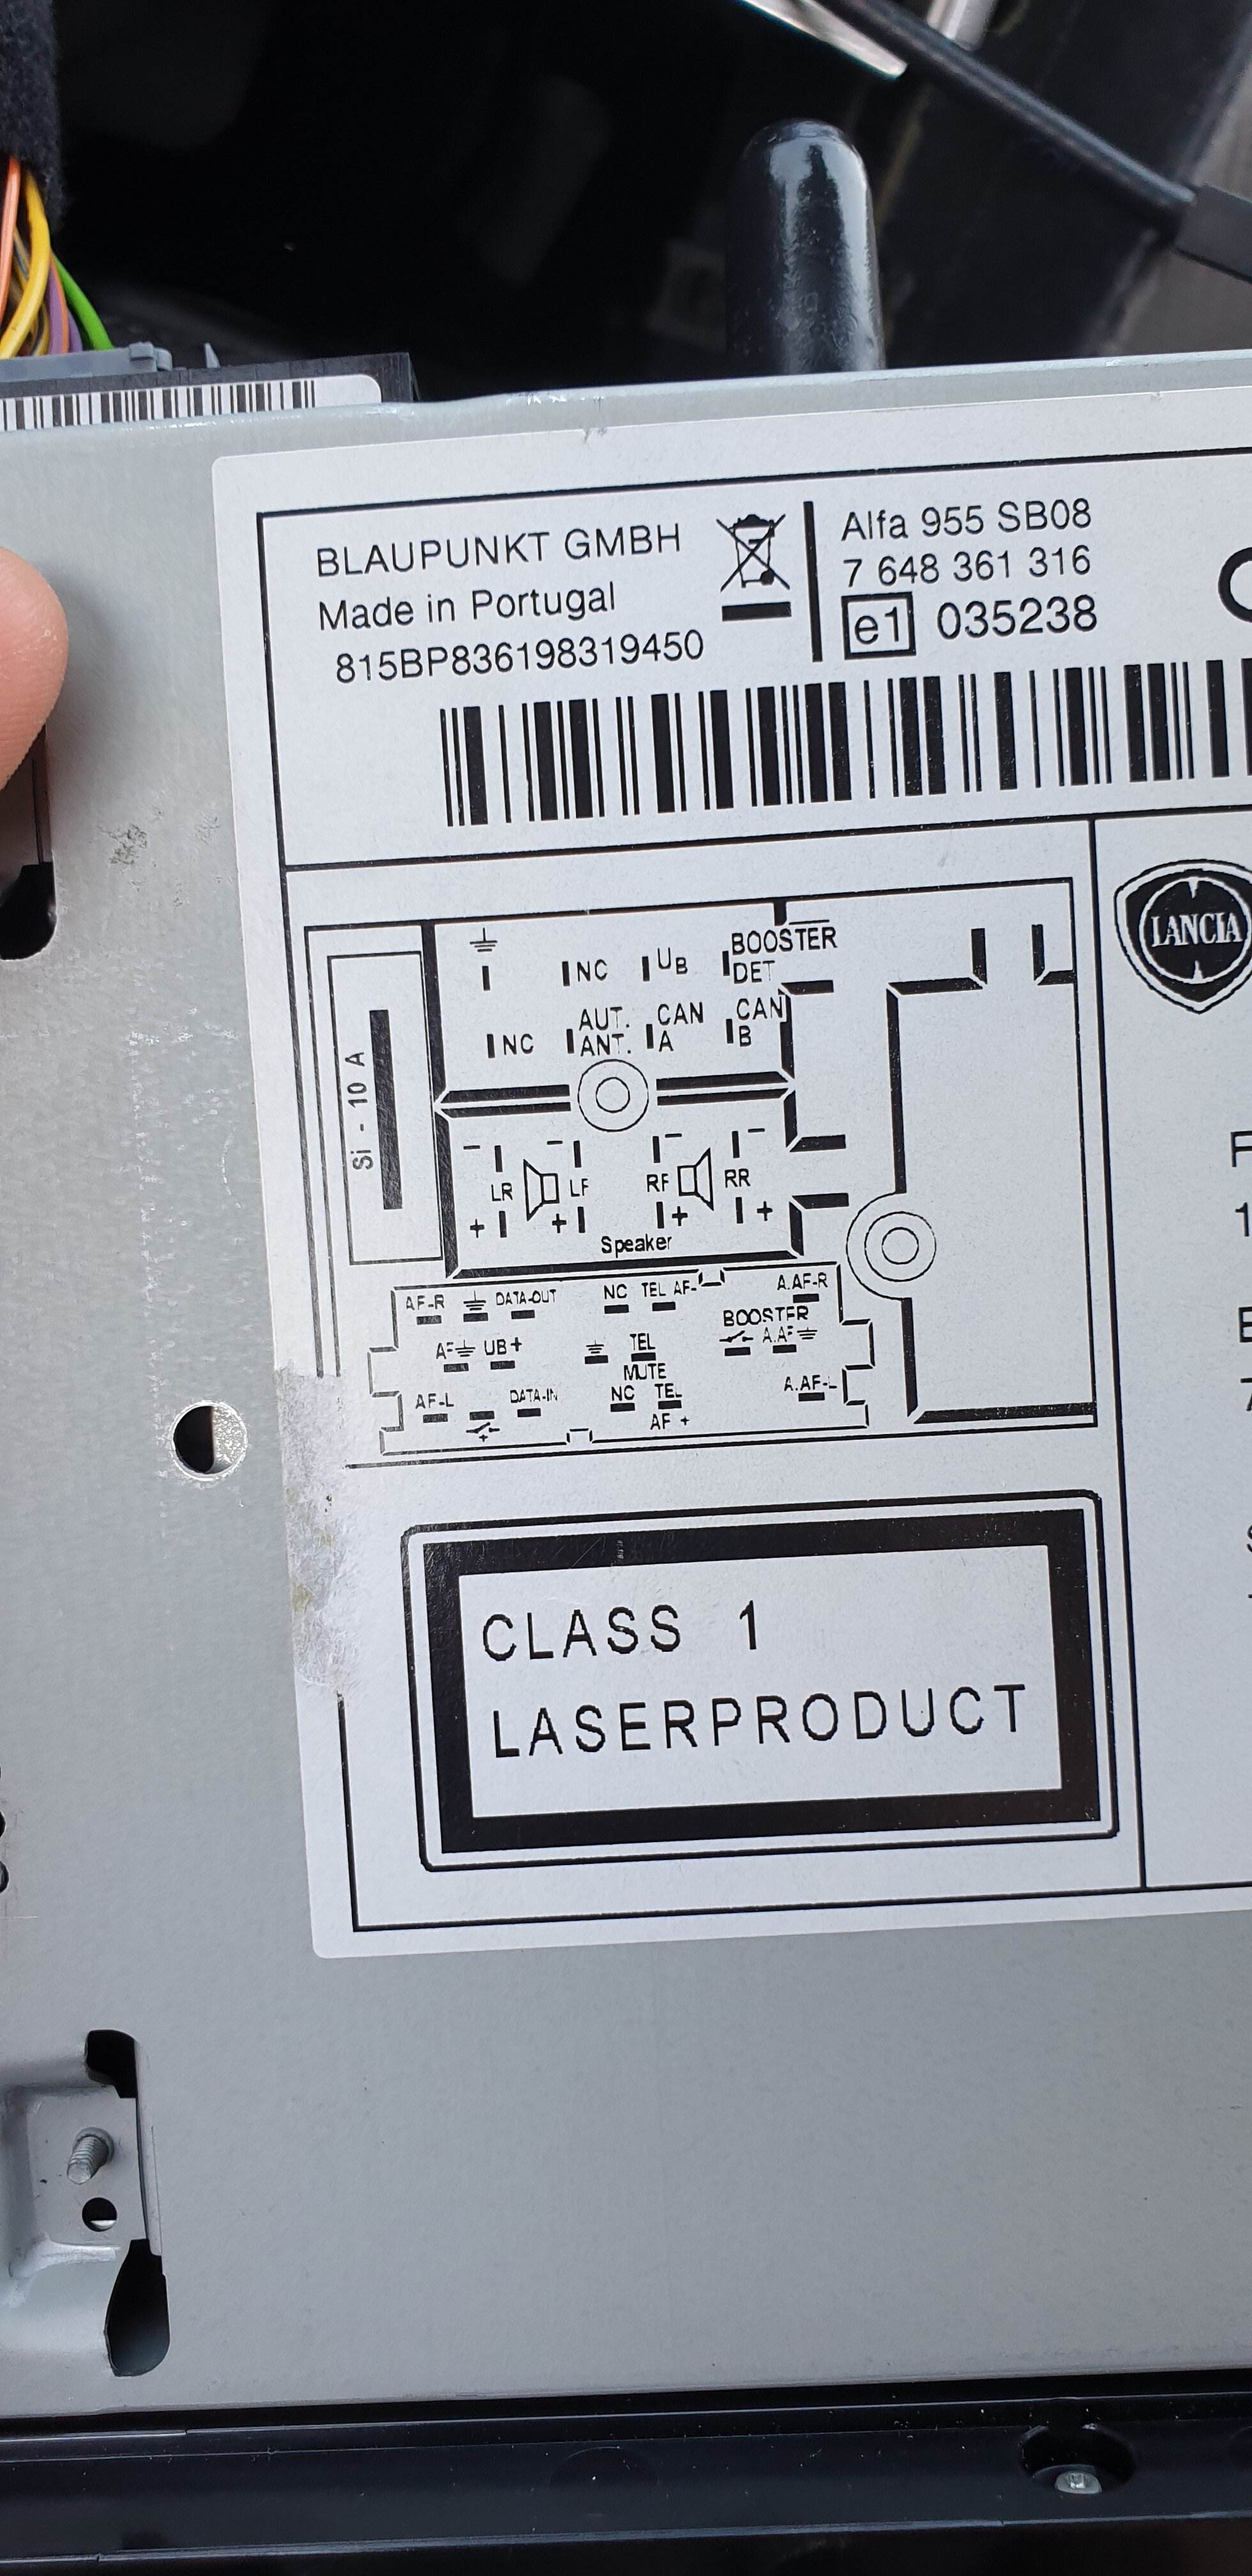 BLAUPUNKT GMBH
Made in Portugal
815BP836198319450
Alfa 955 SB08
7 648 361 316
e1 035238
LANCIA
Si - 10 A
NC
UB
BOOSTER
DET
NC
AUT.
ANT.
CAN
A
CAN
B
- - - -
LR LF RF RR
+ + + +
Speaker
AF-R DATA-OUT NC TEL AF- A.AF-R
AF UB+ TEL
MUTE
BOOSTER
A.AF
AF-L DATA-IN NC TEL
AF +
A.AF-L
CLASS 1
LASERPRODUCT